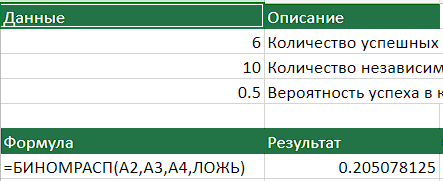 Данные Описание
6 Количество успешных
10 Количество независим
0.5 Вероятность успеха в
Формула Результат
=БИНОМРАСП(A2,A3,A4,ЛОЖЬ) 0.205078125